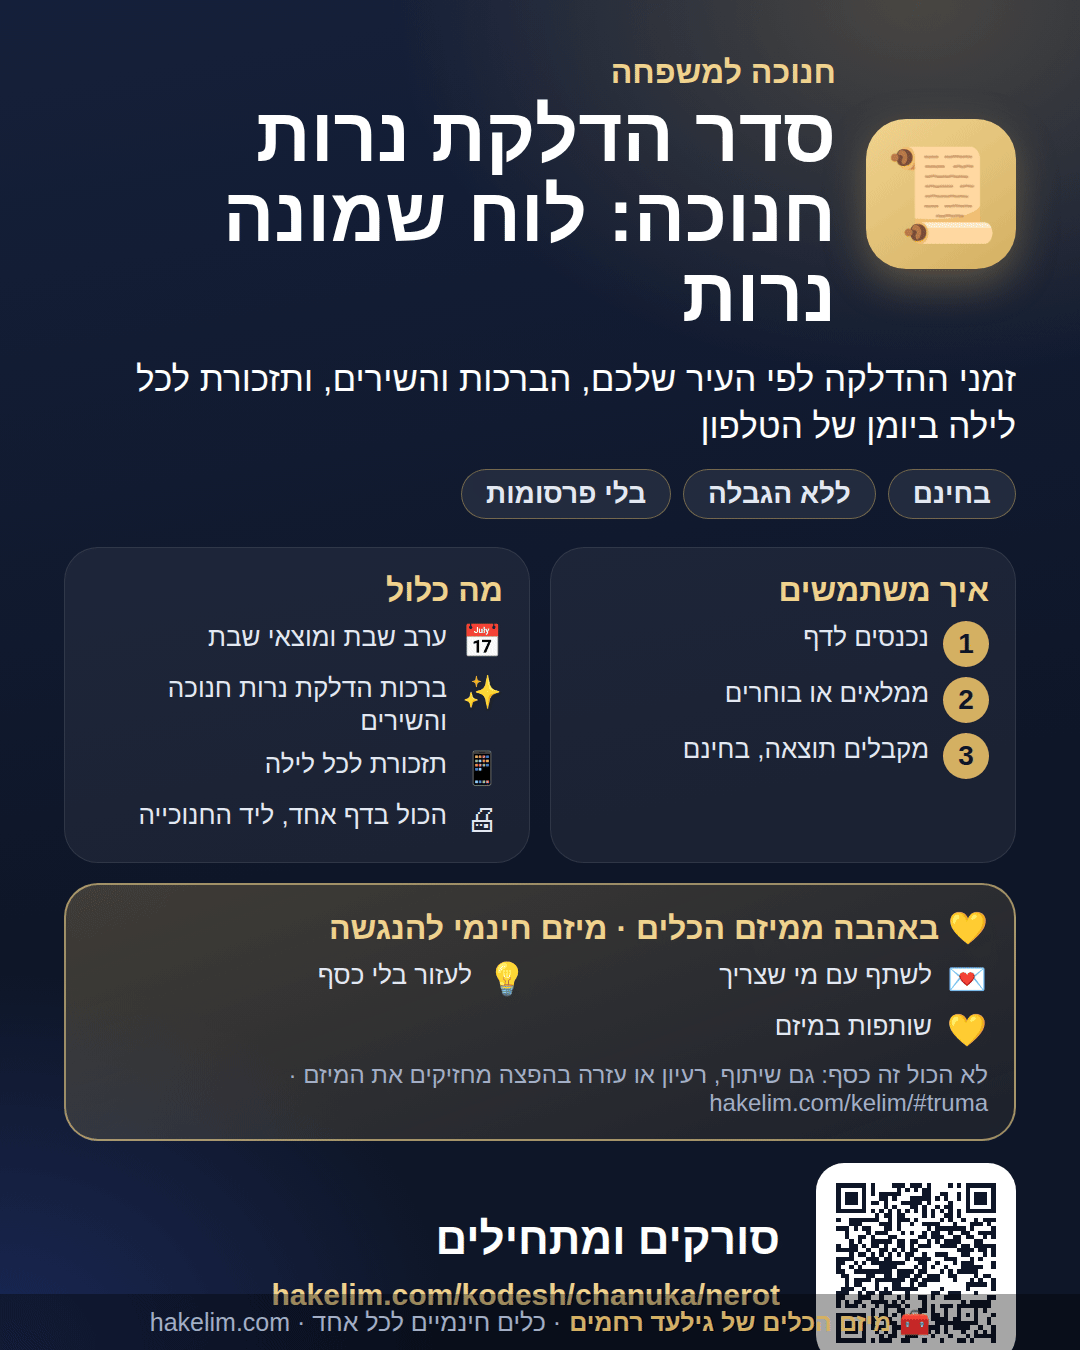 חנוכה למשפחה
סדר הדלקת נרות
חנוכה: לוח שמונה
נרות
זמני ההדלקה לפי העיר שלכם, הברכות והשירים, ותזכורת לכל
לילה ביומן של הטלפון
בחינם
ללא הגבלה
בלי פרסומות
איך משתמשים
1 נכנסים לדף
2 ממלאים או בוחרים
3 מקבלים תוצאה, בחינם
מה כלול
📅 ערב שבת ומוצאי שבת
✨ ברכות הדלקת נרות חנוכה
והשירים
📱 תזכורת לכל לילה
🖨 הכול בדף אחד, ליד החנוכייה
💛 באהבה ממיזם הכלים · מיזם חינמי להנגשה
💌 לשתף עם מי שצריך
💡 לעזור בלי כסף
💛 שותפות במיזם
לא הכול זה כסף: גם שיתוף, רעיון או עזרה בהפצה מחזיקים את המיזם ·
hakelim.com/kelim/#truma
סורקים ומתחילים
hakelim.com/kodesh/chanuka/nerot
🧰 מיזם הכלים של גילעד רחמים · כלים חינמיים לכל אחד · hakelim.com